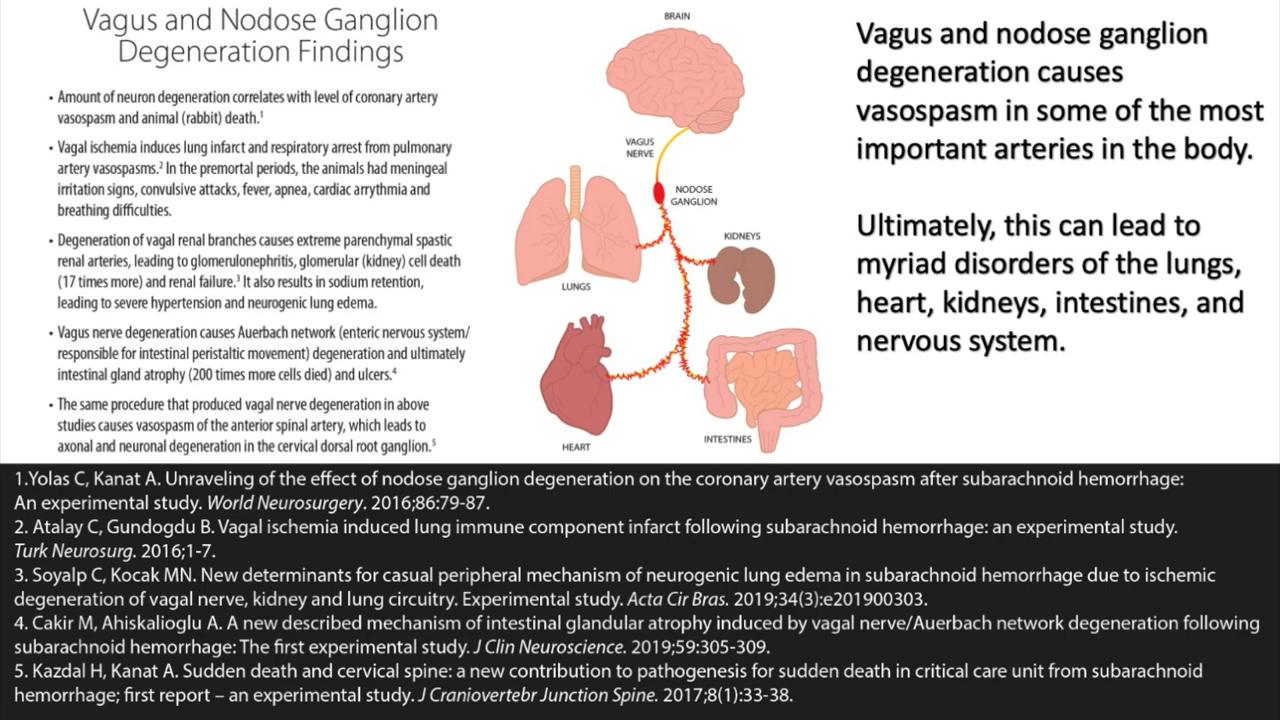 Vagus and Nodose Ganglion
Degeneration Findings
• Amount of neuron degeneration correlates with level of coronary artery
vasospasm and animal (rabbit) death.¹
• Vagal ischemia induces lung infarct and respiratory arrest from pulmonary
artery vasospasms.² In the premortal periods, the animals had meningeal
irritation signs, convulsive attacks, fever, apnea, cardiac arrythmia and
breathing difficulties.
• Degeneration of vagal renal branches causes extreme parenchymal spastic
renal arteries, leading to glomerulonephritis, glomerular (kidney) cell death
(17 times more) and renal failure.³ It also results in sodium retention,
leading to severe hypertension and neurogenic lung edema.
• Vagus nerve degeneration causes Auerbach network (enteric nervous system/
responsible for intestinal peristaltic movement) degeneration and ultimately
intestinal gland atrophy (200 times more cells died) and ulcers.⁴
• The same procedure that produced vagal nerve degeneration in above
studies causes vasospasm of the anterior spinal artery, which leads to
axonal and neuronal degeneration in the cervical dorsal root ganglion.⁵
BRAIN
VAGUS
NERVE
NODOSE
GANGLION
KIDNEYS
LUNGS
HEART
INTESTINES
Vagus and nodose ganglion
degeneration causes
vasospasm in some of the most
important arteries in the body.
Ultimately, this can lead to
myriad disorders of the lungs,
heart, kidneys, intestines, and
nervous system.
1.Yolas C, Kanat A. Unraveling of the effect of nodose ganglion degeneration on the coronary artery vasospasm after subarachnoid hemorrhage:
An experimental study. World Neurosurgery. 2016;86:79-87.
2. Atalay C, Gundogdu B. Vagal ischemia induced lung immune component infarct following subarachnoid hemorrhage: an experimental study.
Turk Neurosurg. 2016;1-7.
3. Soyalp C, Kocak MN. New determinants for casual peripheral mechanism of neurogenic lung edema in subarachnoid hemorrhage due to ischemic
degeneration of vagal nerve, kidney and lung circuitry. Experimental study. Acta Cir Bras. 2019;34(3):e201900303.
4. Cakir M, Ahiskalioglu A. A new described mechanism of intestinal glandular atrophy induced by vagal nerve/Auerbach network degeneration following
subarachnoid hemorrhage: The first experimental study. J Clin Neuroscience. 2019;59:305-309.
5. Kazdal H, Kanat A. Sudden death and cervical spine: a new contribution to pathogenesis for sudden death in critical care unit from subarachnoid
hemorrhage; first report – an experimental study. J Craniovertebr Junction Spine. 2017;8(1):33-38.